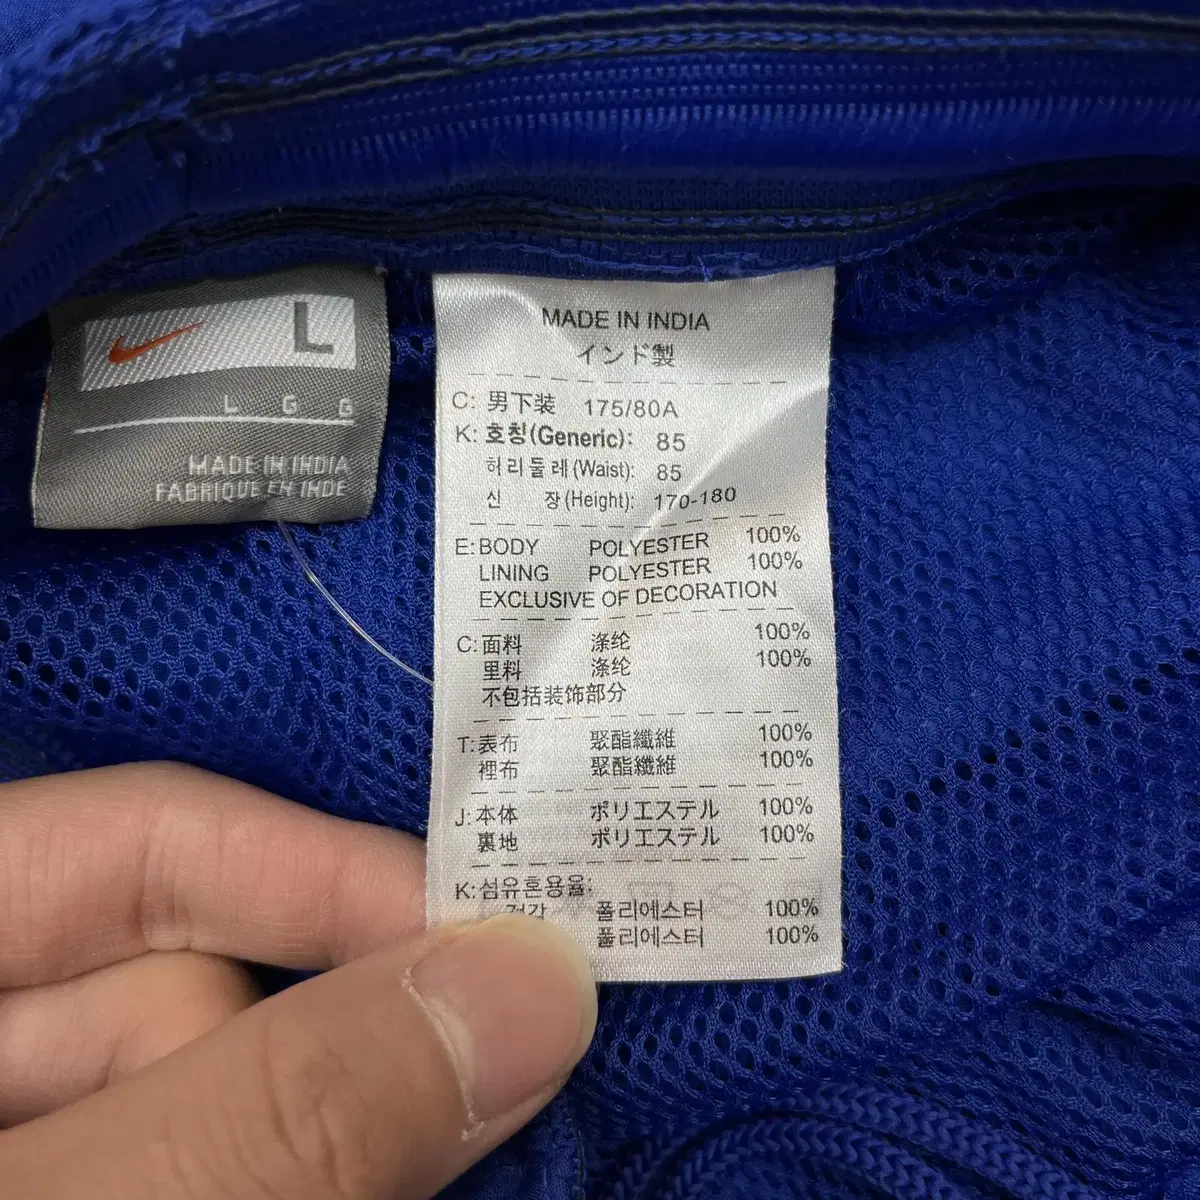 L
L G G
MADE IN INDIA
FABRIQUE EN INDE
MADE IN INDIA
インド製
C: 男下装 175/80A
K: 호칭(Generic): 85
허리둘레(Waist): 85
신 장(Height): 170-180
E: BODY POLYESTER 100%
LINING POLYESTER 100%
EXCLUSIVE OF DECORATION
C: 面料 涤纶 100%
里料 涤纶 100%
不包括装饰部分
T: 表布 聚酯纖維 100%
裡布 聚酯纖維 100%
J: 本体 ポリエステル 100%
裏地 ポリエステル 100%
K: 섬유혼용율:
겉감 폴리에스터 100%
폴리에스터 100%